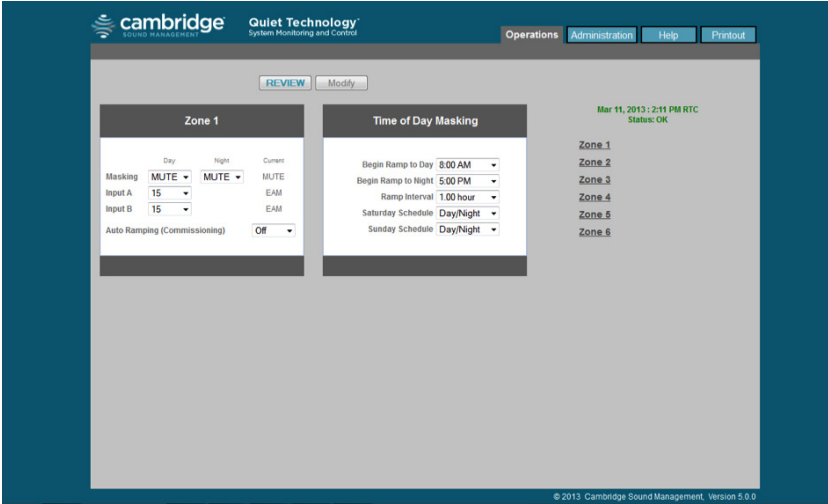 cambridge
SOUND MANAGEMENT
Quiet Technology™
System Monitoring and Control
Operations Administration Help Printout
REVIEW Modify
Mar 11, 2013 : 2:11 PM RTC
Status: OK
Zone 1
Day Night Current
Masking MUTE MUTE MUTE
Input A 15 EAM
Input B 15 EAM
Auto Ramping (Commissioning) Off
Time of Day Masking
Begin Ramp to Day 8:00 AM
Begin Ramp to Night 5:00 PM
Ramp Interval 1.00 hour
Saturday Schedule Day/Night
Sunday Schedule Day/Night
Zone 1
Zone 2
Zone 3
Zone 4
Zone 5
Zone 6
© 2013 Cambridge Sound Management, Version 5.0.0